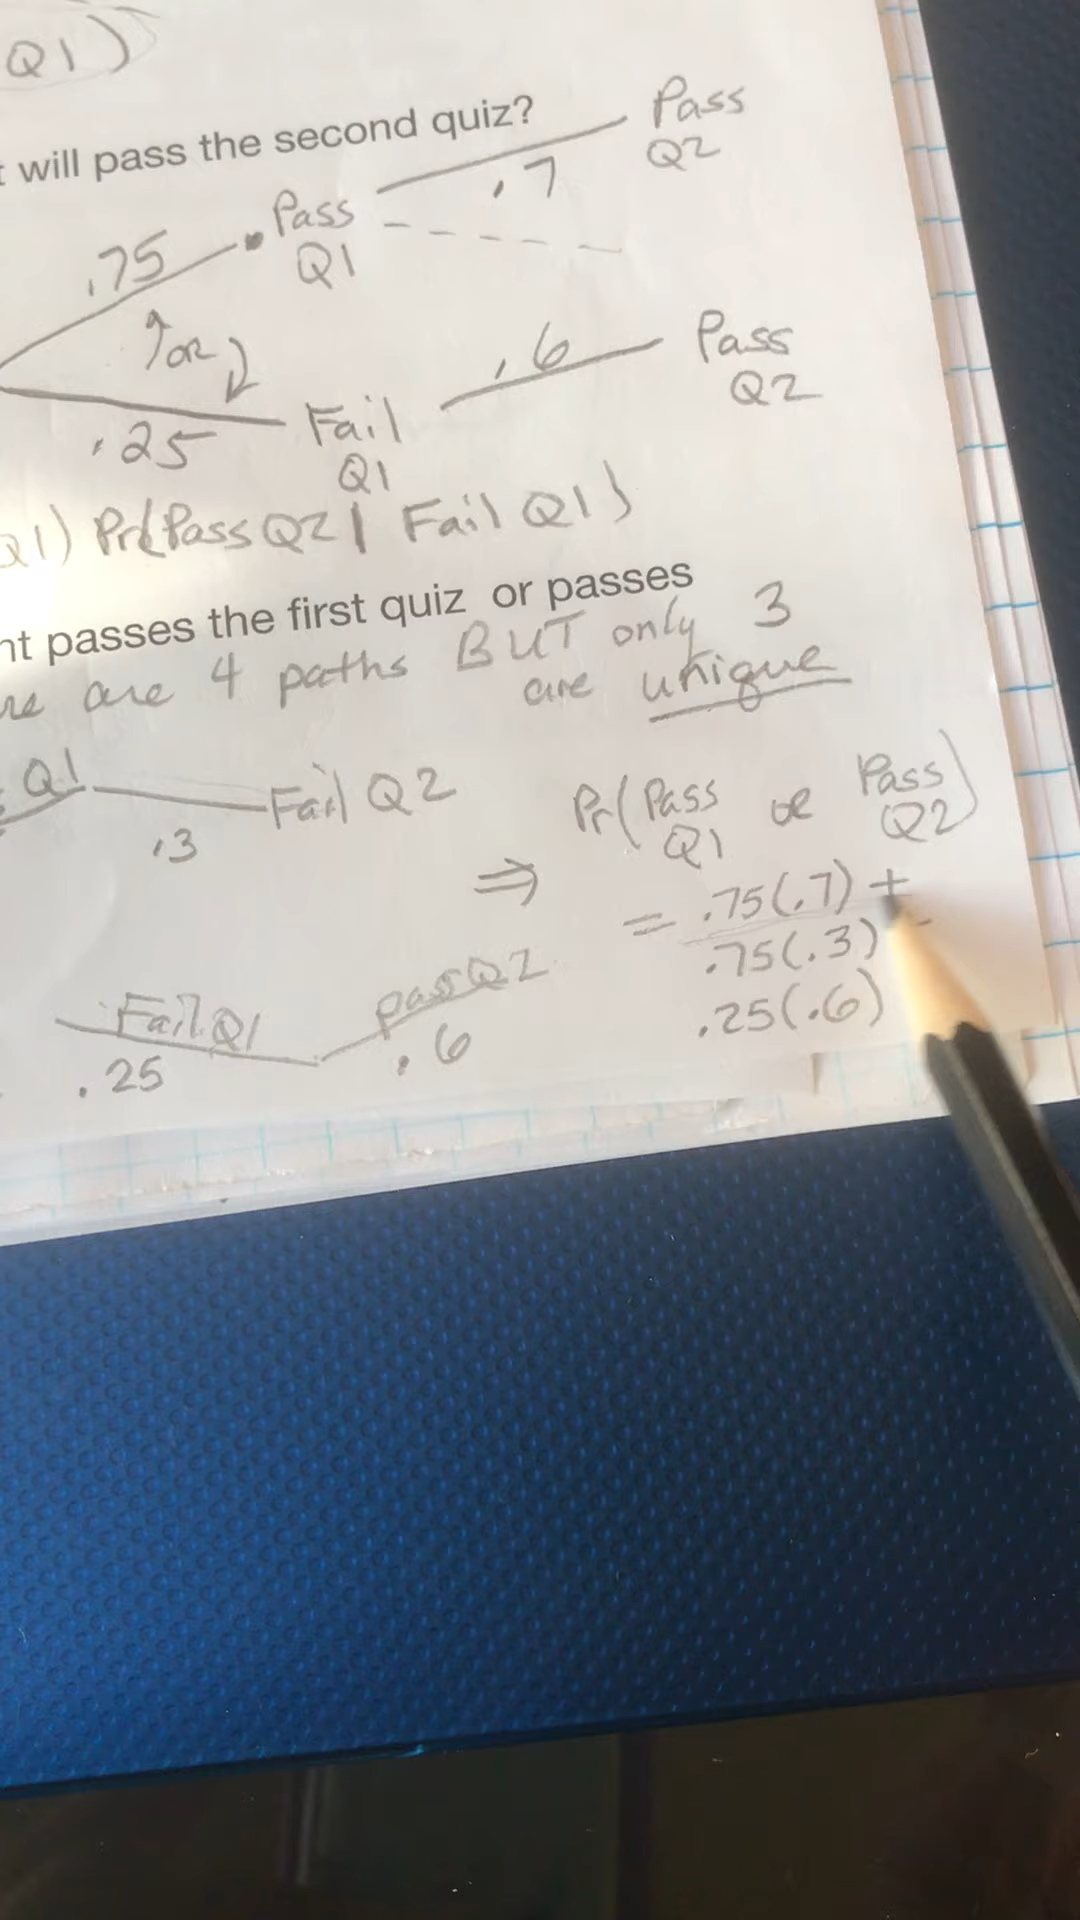 Q1)
will pass the second quiz?
Pass
Q2
.7
Pass
Q1
.75
↑or↓
.6
Pass
Q2
.25
Fail
Q1
Q1) Pr(Pass Q2 | Fail Q1)
nt passes the first quiz or passes
are 4 paths BUT only 3
are unique
Q1
.3
Fail Q2
⇒
Pr(Pass Q1 or Pass Q2)
= .75(.7) +
.75(.3)
.25(.6)
Fail Q1
.25
pass Q2
.6